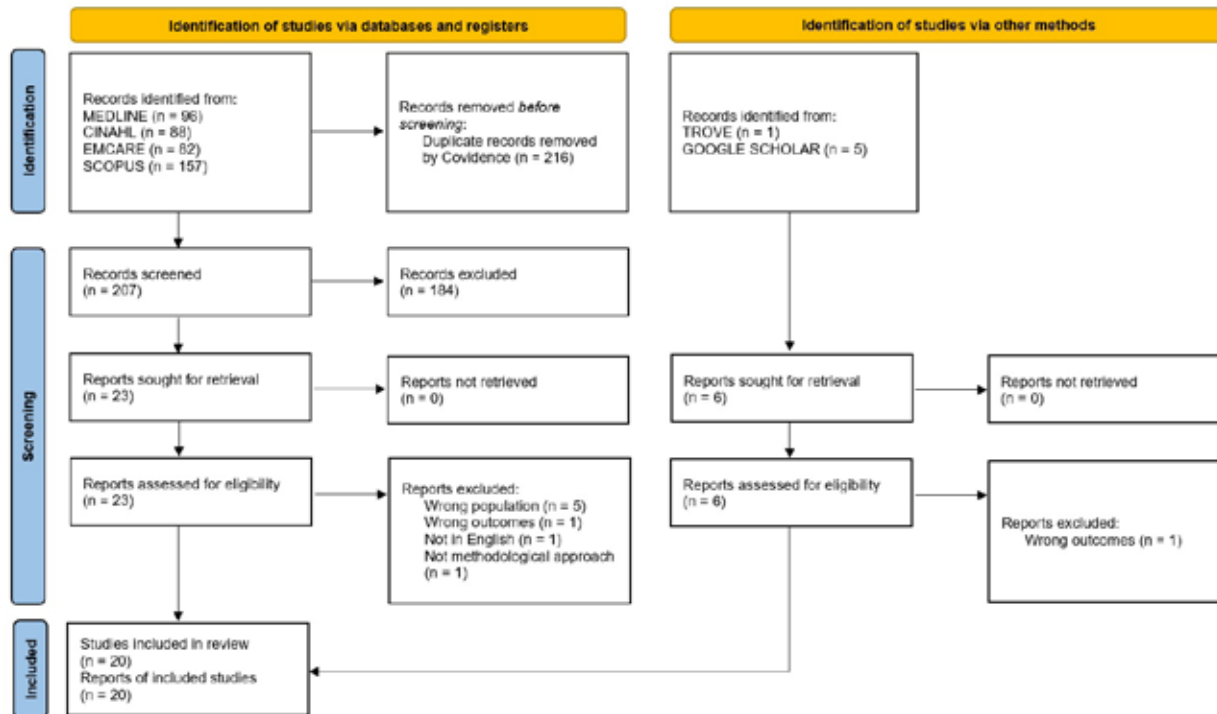 Identification of studies via databases and registers
Identification of studies via other methods
Identification
Records identified from:
MEDLINE (n = 96)
CINAHL (n = 88)
EMCARE (n = 82)
SCOPUS (n = 157)
Records removed before
screening:
Duplicate records removed
by Covidence (n = 216)
Records identified from:
TROVE (n = 1)
GOOGLE SCHOLAR (n = 5)
Screening
Records screened
(n = 207)
Records excluded
(n = 184)
Reports sought for retrieval
(n = 23)
Reports not retrieved
(n = 0)
Reports sought for retrieval
(n = 6)
Reports not retrieved
(n = 0)
Reports assessed for eligibility
(n = 23)
Reports excluded:
Wrong population (n = 5)
Wrong outcomes (n = 1)
Not in English (n = 1)
Not methodological approach
(n = 1)
Reports assessed for eligibility
(n = 6)
Reports excluded:
Wrong outcomes (n = 1)
Included
Studies included in review
(n = 20)
Reports of included studies
(n = 20)